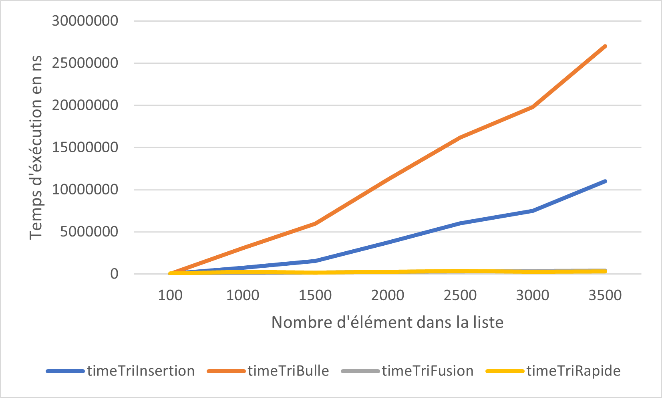 Temps d'éxécution en ns
30000000
25000000
20000000
15000000
10000000
5000000
0
100 1000 1500 2000 2500 3000 3500
Nombre d'élément dans la liste
timeTriInsertion timeTriBulle timeTriFusion timeTriRapide